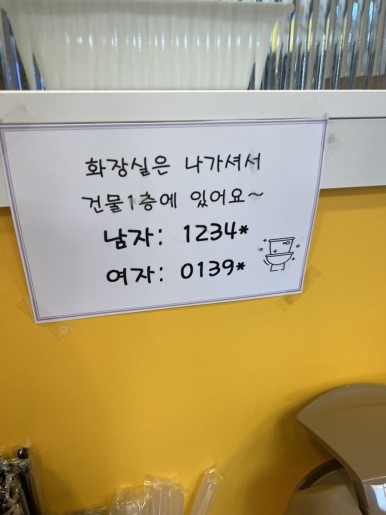 화장실은 나가셔서
건물1층에 있어요~
남자: 1234*
여자: 0139*